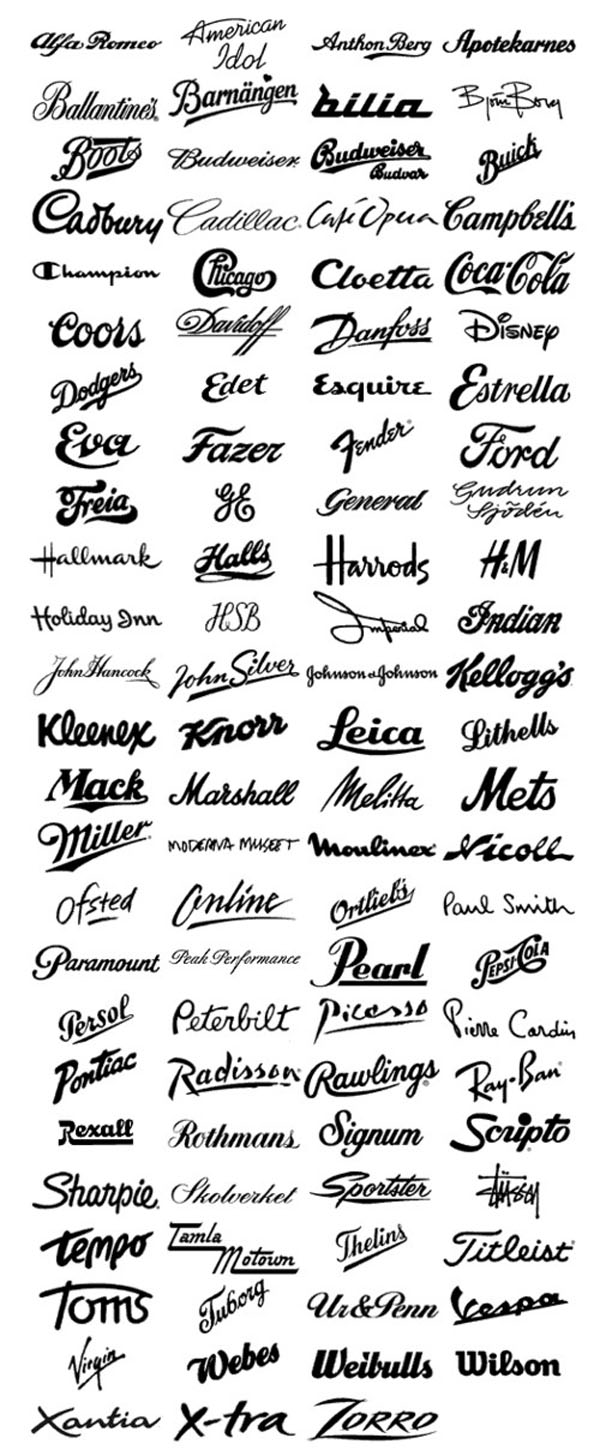 Alfa Romeo American Idol Anthon Berg Apotekarnes
Ballantine's Barnängen bilia Björn Borg
Boots Budweiser Budweiser Budvar Buick
Cadbury Cadillac Café Opera Campbell's
Champion Chicago Cloetta Coca-Cola
Coors Davidoff Danfoss Disney
Dodgers Edet Esquire Estrella
Eva Fazer Fender Ford
Freia GE General Gudrun Sjödén
Hallmark Halls Harrods H&M
Holiday Inn HSB Imperial Indian
John Hancock John Silver Johnson & Johnson Kellogg's
Kleenex Knorr Leica Lithells
Mack Marshall Melitta Mets
Miller MODERNA MUSEET Moulinex Nicoll
Ofsted Online Ortlieb's Paul Smith
Paramount Peak Performance Pearl PEPSI-COLA
Persol Peterbilt Picasso Pierre Cardin
Pontiac Radisson Rawlings Ray-Ban
Rexall Rothmans Signum Scripto
Sharpie Skolverket Sportster Stüssy
Tempo Tamla Motown Thelins Titleist
Toms Tuborg Ur&Penn Vespa
Virgin Webes Weibulls Wilson
Xantia X-tra ZORRO